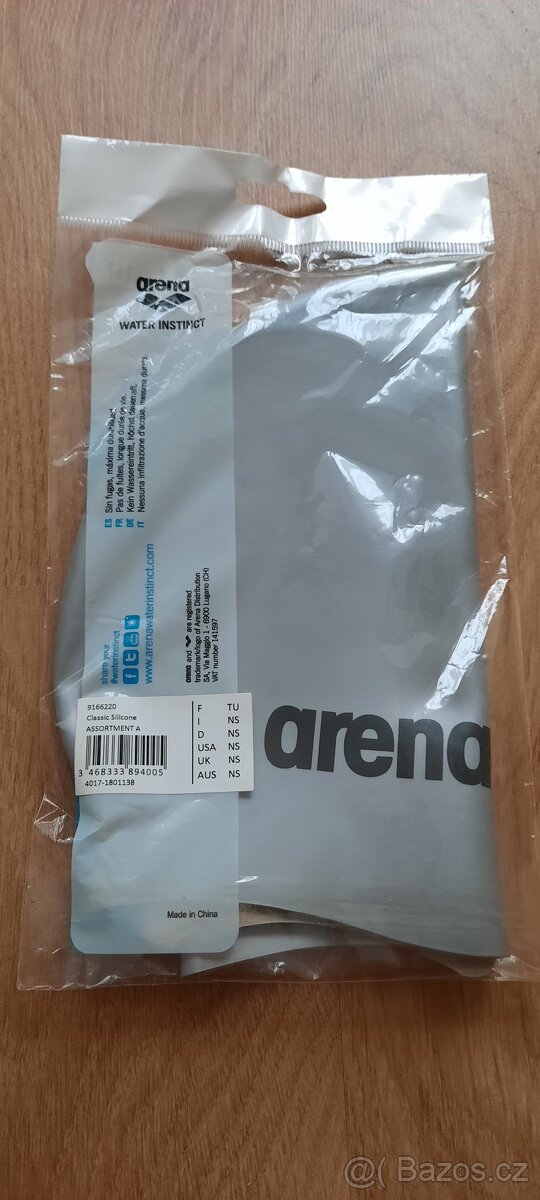 arena
WATER INSTINCT
ES Sin fugas, máxima
FR Pas de fuites, longue durée de vie.
DE Kein Wassereintritt, höchst dauerhaft.
IT Nessuna infiltrazione d'acqua, massima durata.
share your
#waterinstinct
www.arenawaterinstinct.com
arena and are registered
trademark/logo of Arena Distribution
SA, Via Maggio 1 - 6900 Lugano (CH)
VAT number 141597
9166220
Classic Silicone
ASSORTMENT A
3 468333 894005
4017-1801138
F TU
I NS
D NS
USA NS
UK NS
AUS NS
arena
Made in China
Bazos.cz